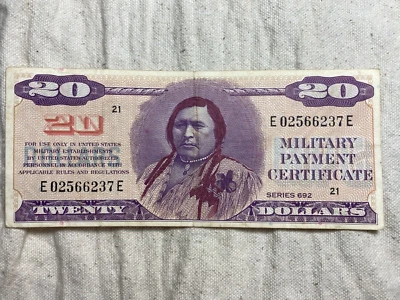 20
20
21
20
E 02566237 E
FOR USE ONLY IN UNITED STATES
MILITARY ESTABLISHMENTS
BY UNITED STATES AUTHORIZED
PERSONNEL IN ACCORDANCE WITH
APPLICABLE RULES AND REGULATIONS
MILITARY
PAYMENT
CERTIFICATE
E 02566237 E
SERIES 692
21
TWENTY
DOLLARS